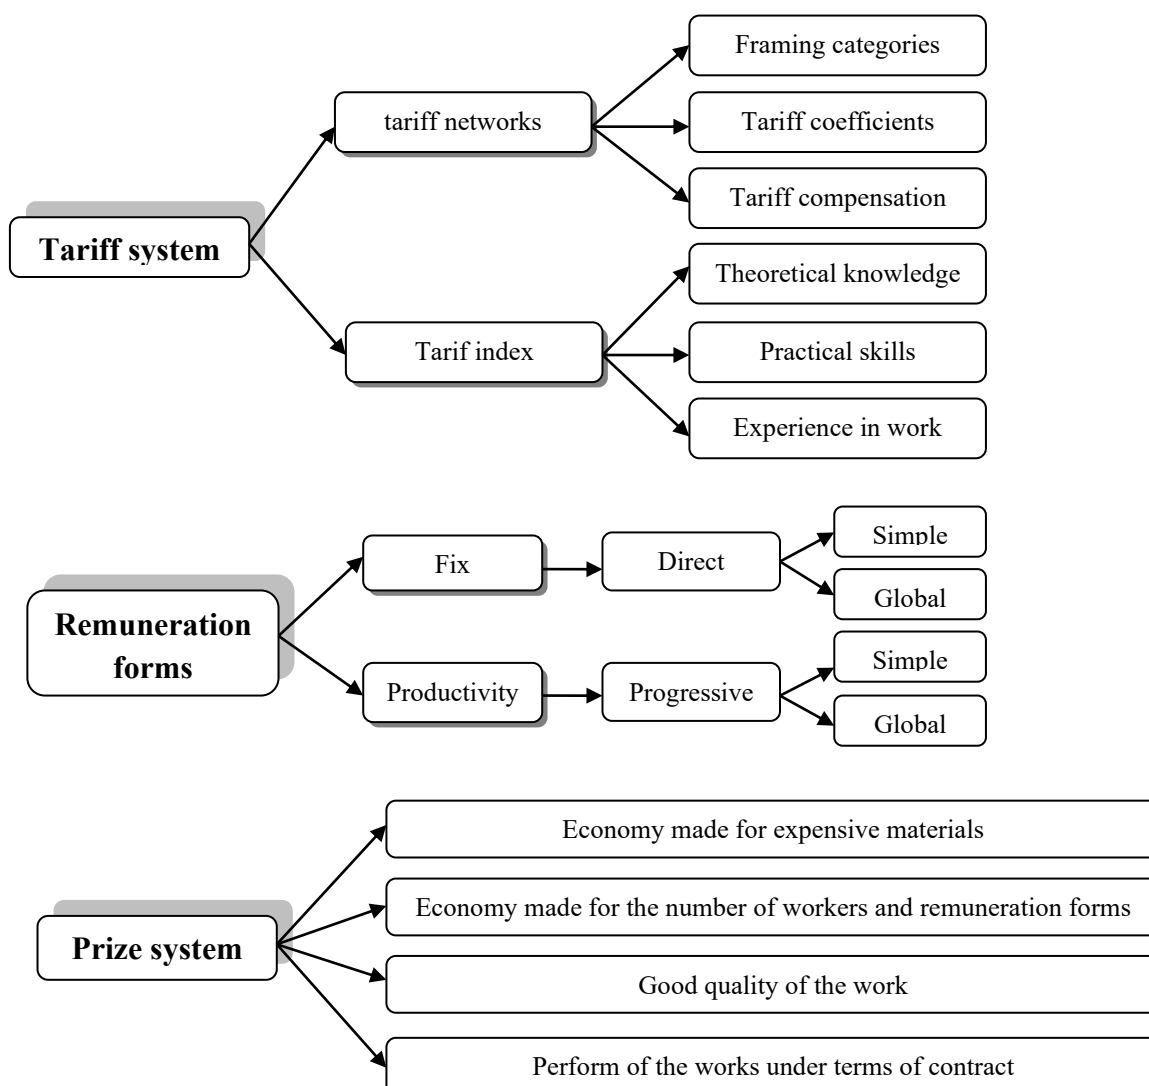 Tariff system
tariff networks
Framing categories
Tariff coefficients
Tariff compensation
Tarif index
Theoretical knowledge
Practical skills
Experience in work
Remuneration
forms
Fix
Direct
Simple
Global
Productivity
Progressive
Simple
Global
Prize system
Economy made for expensive materials
Economy made for the number of workers and remuneration forms
Good quality of the work
Perform of the works under terms of contract